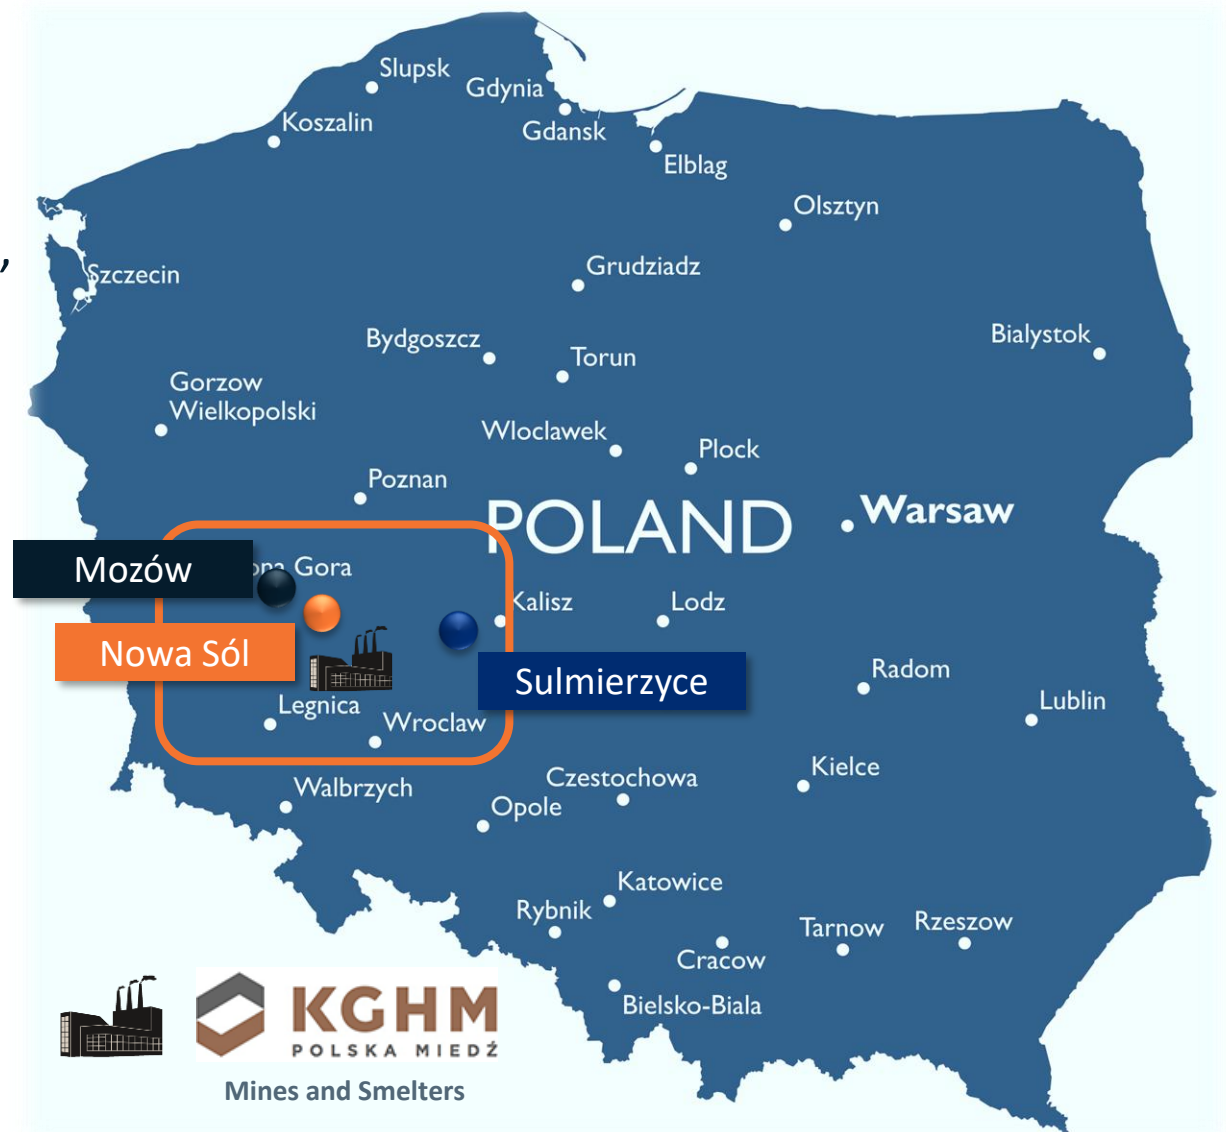 Slupsk
Gdynia
Koszalin
Gdansk
Elblag
Olsztyn
,
Szczecin
Grudziadz
Bydgoszcz
Torun
Bialystok
Gorzow
Wielkopolski
Wloclawek
Plock
Poznan
POLAND
Warsaw
Mozów
ona Gora
Kalisz
Lodz
Nowa Sól
Sulmierzyce
Radom
Legnica
Wroclaw
Lublin
Walbrzych
Czestochowa
Kielce
Opole
Katowice
Rybnik
Tarnow
Rzeszow
Cracow
Bielsko-Biala
KGHM
POLSKA MIEDŹ
Mines and Smelters